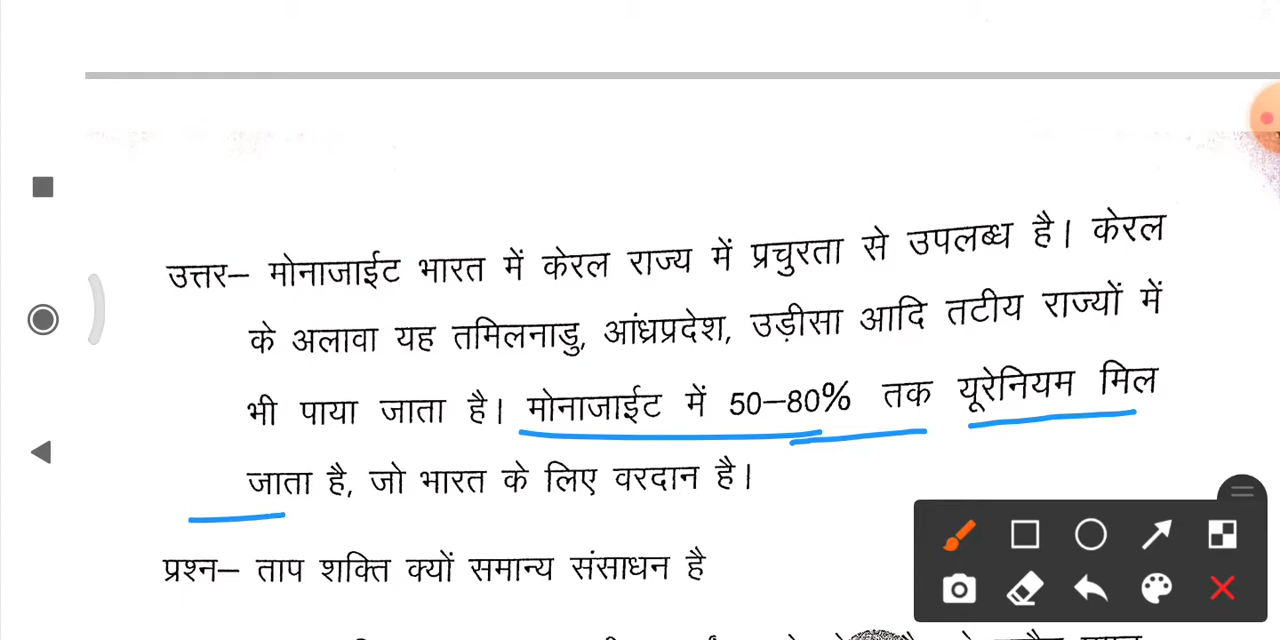 उत्तर– मोनाजाईट भारत में केरल राज्य में प्रचुरता से उपलब्ध है। केरल
के अलावा यह तमिलनाडु, आंध्रप्रदेश, उड़ीसा आदि तटीय राज्यों में
भी पाया जाता है। मोनाजाईट में 50–80% तक यूरेनियम मिल
जाता है, जो भारत के लिए वरदान है।
प्रश्न– ताप शक्ति क्यों समान्य संसाधन है